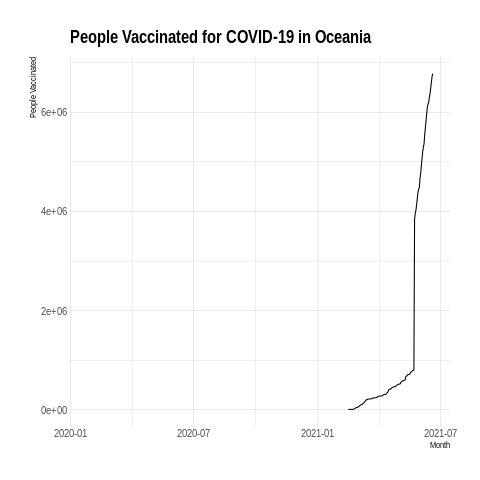 People Vaccinated for COVID-19 in Oceania
People Vaccinated
6e+06
4e+06
2e+06
0e+00
2020-01
2020-07
2021-01
2021-07
Month